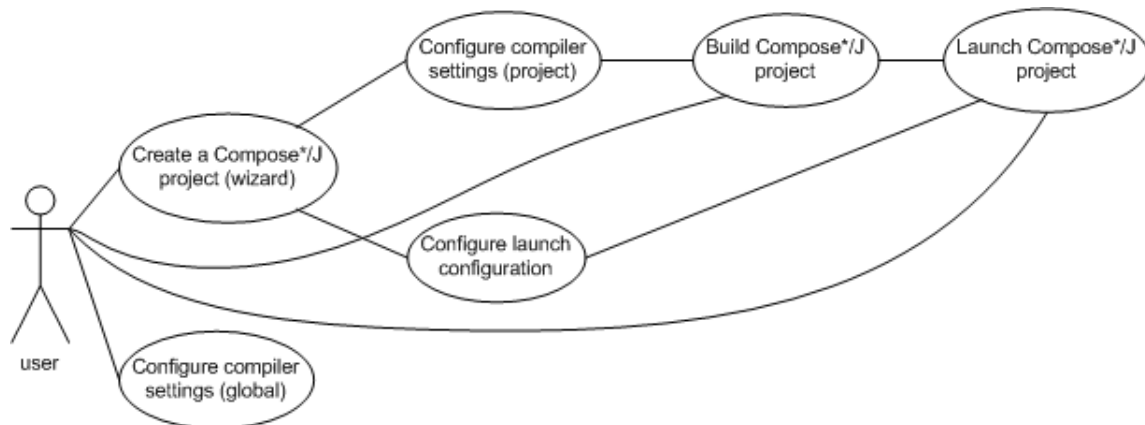 Configure compiler
settings (project)
Build Compose*/J
project
Launch Compose*/J
project
Create a Compose*/J
project (wizard)
Configure launch
configuration
user
Configure compiler
settings (global)